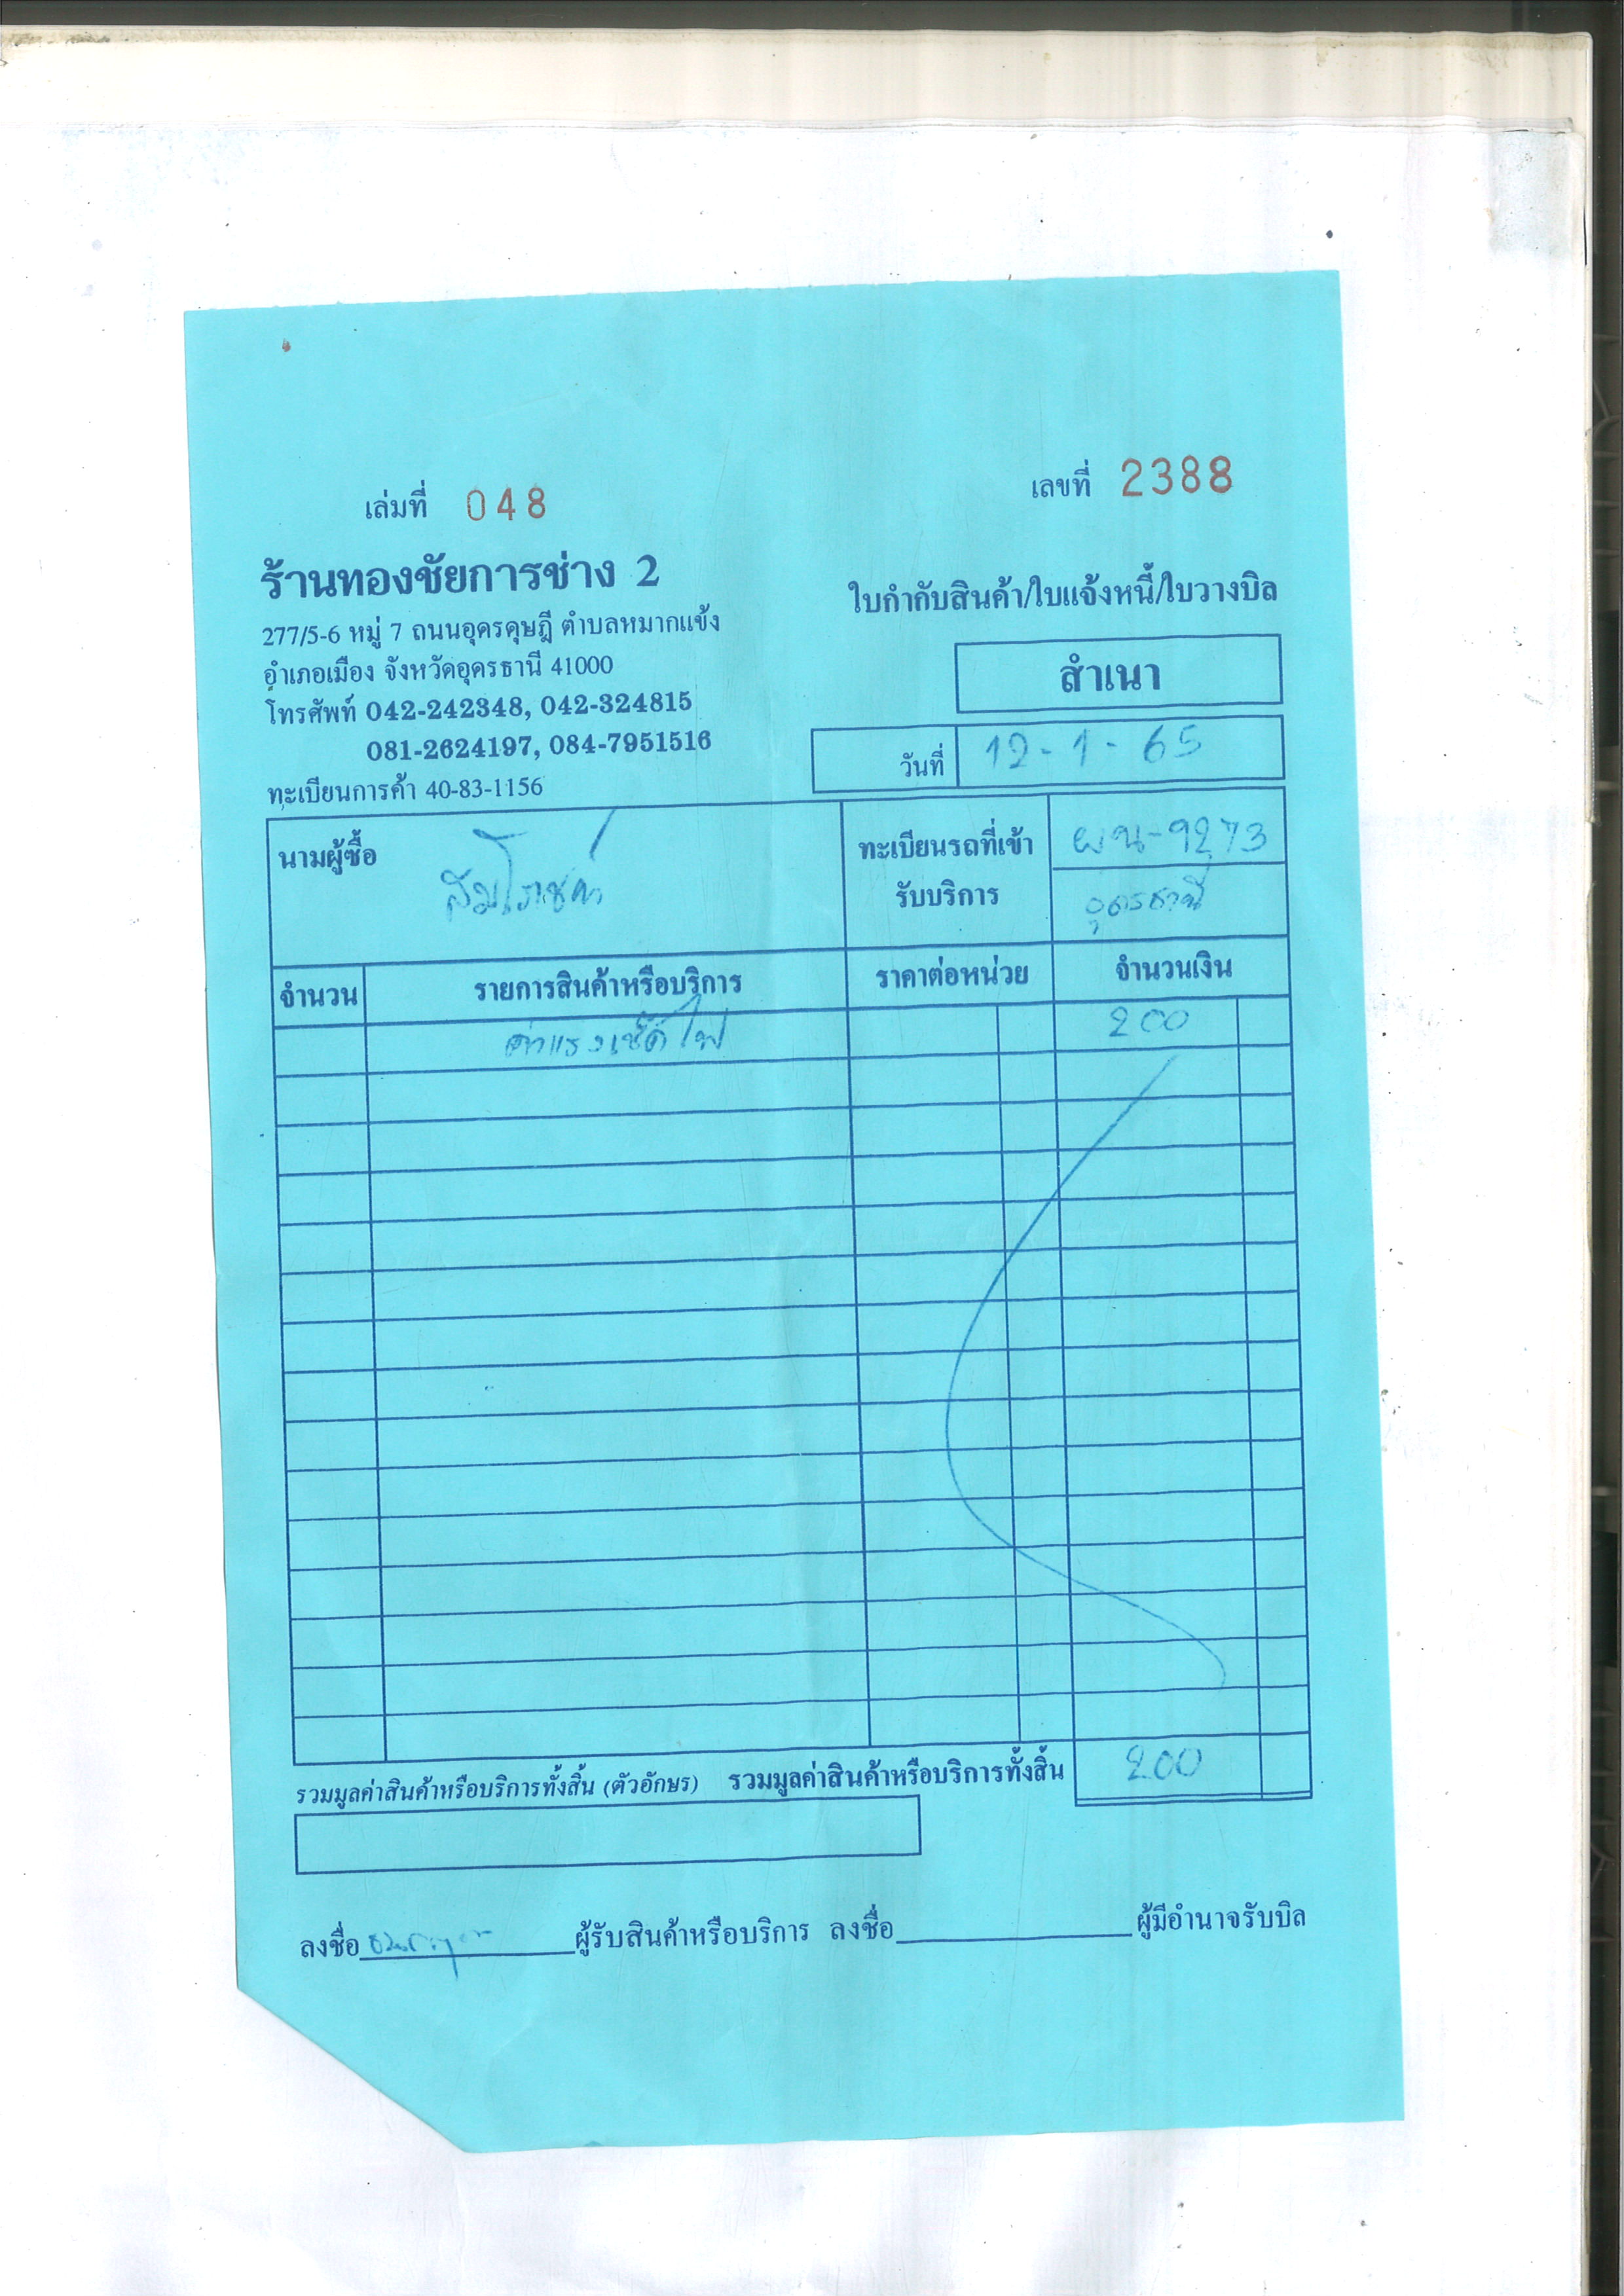 เล่มที่ 048
เลขที่ 2388
ร้านทองชัยการช่าง 2
ใบกำกับสินค้า/ใบแจ้งหนี้/ใบวางบิล
277/5-6 หมู่ 7 ถนนอุดรดุษฎี ตำบลหมากแข้ง
อำเภอเมือง จังหวัดอุดรธานี 41000
สำเนา
โทรศัพท์ 042-242348, 042-324815
081-2624197, 084-7951516
วันที่ 12-1-65
ทะเบียนการค้า 40-83-1156
นามผู้ซื้อ
ทะเบียนรถที่เข้า ผน-9273
รับบริการ อุดรธานี
จำนวน รายการสินค้าหรือบริการ ราคาต่อหน่วย จำนวนเงิน
ค่าแรงเช็คไฟ 200
รวมมูลค่าสินค้าหรือบริการทั้งสิ้น (ตัวอักษร) รวมมูลค่าสินค้าหรือบริการทั้งสิ้น 200
ลงชื่อ ผู้รับสินค้าหรือบริการ ลงชื่อ ผู้มีอำนาจรับบิล